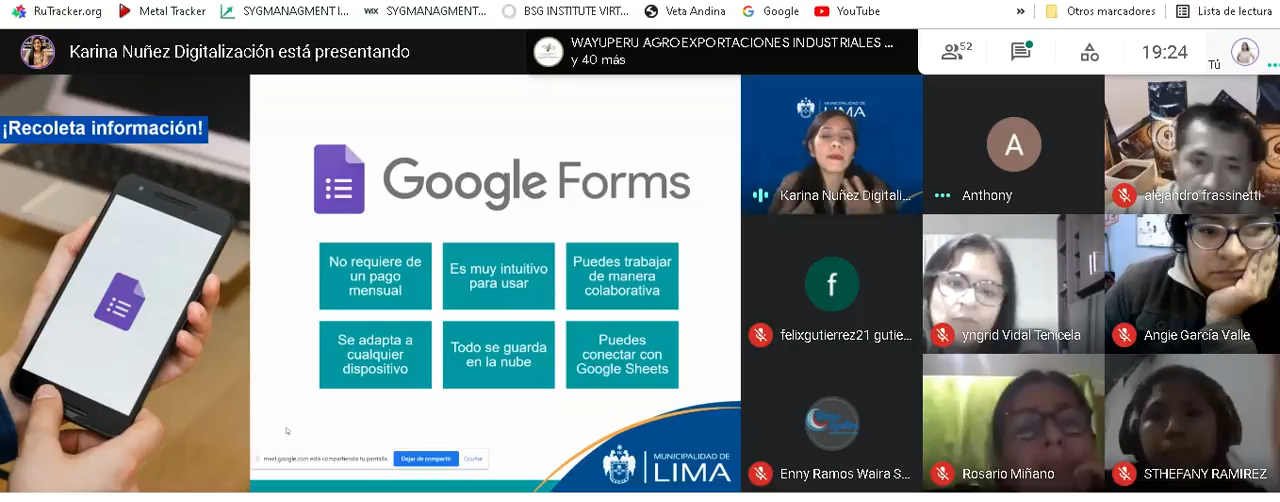 RuTracker.org
Metal Tracker
SYGMANAGMENT I...
WIX SYGMANAGMENT...
BSG INSTITUTE VIRT...
Veta Andina
Google
YouTube
»
Otros marcadores
Lista de lectura
Karina Nuñez Digitalización está presentando
WAYUPERU AGROEXPORTACIONES INDUSTRIALES ...
y 40 más
52
19:24
Tú
¡Recoleta información!
Google Forms
No requiere de
un pago
mensual
Es muy intuitivo
para usar
Puedes trabajar
de manera
colaborativa
Se adapta a
cualquier
dispositivo
Todo se guarda
en la nube
Puedes
conectar con
Google Sheets
meet.google.com está compartiendo tu pantalla.
Dejar de compartir
Ocultar
MUNICIPALIDAD DE
LIMA
MUNICIPALIDAD DE
LIMA
Karina Nuñez Digitali...
A
Anthony
alejandro frassinetti
f
felixgutierrez21 gutie...
yngrid Vidal Tenicela
Angie García Valle
Enny Ramos Waira S...
Rosario Miñano
STHEFANY RAMIREZ